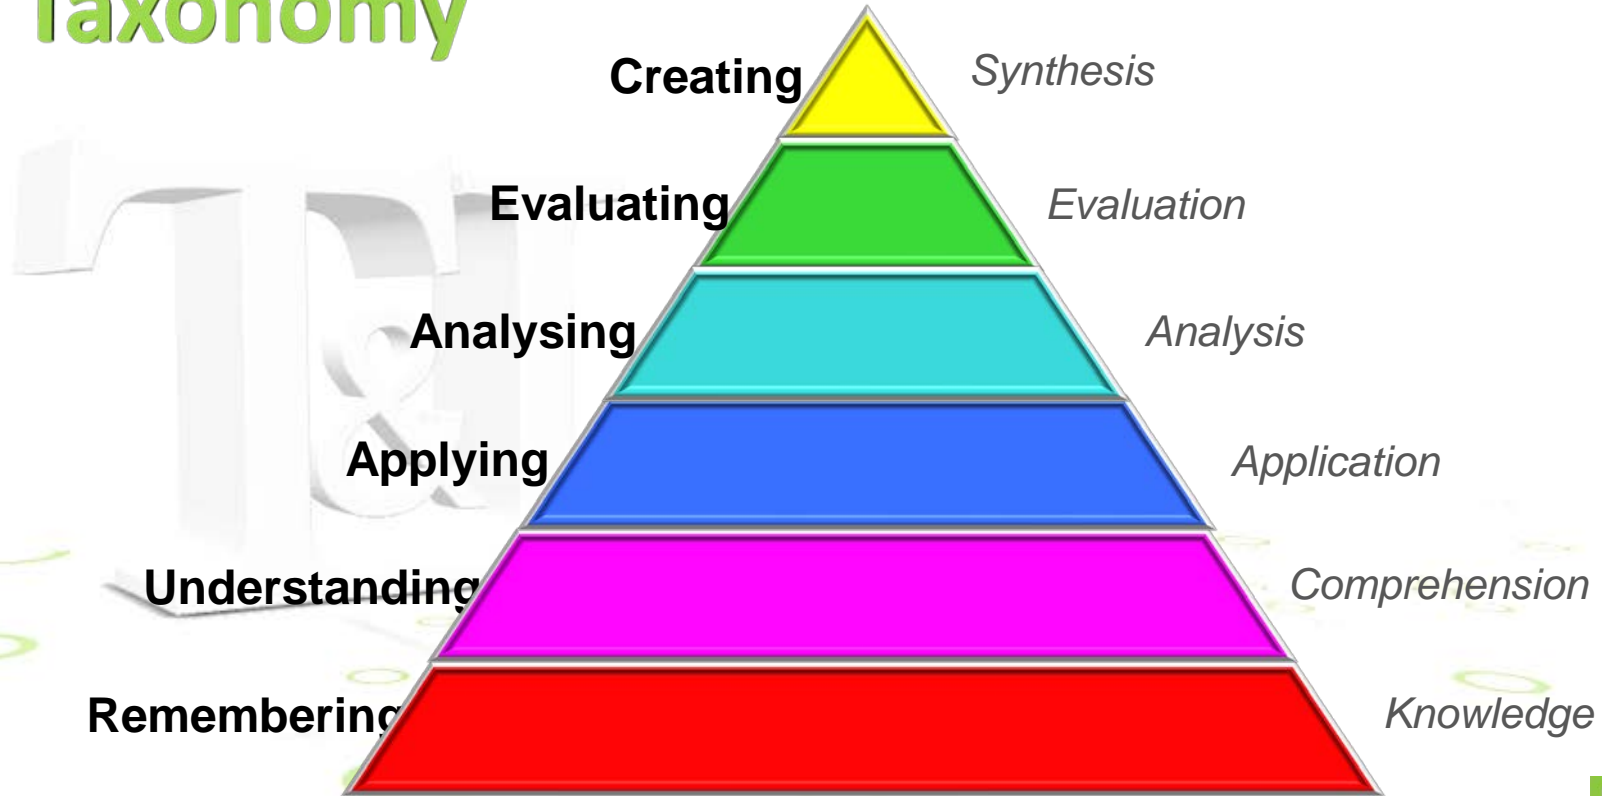 Taxonomy
Creating Synthesis
Evaluating Evaluation
Analysing Analysis
Applying Application
Understanding Comprehension
Remembering Knowledge
T&T